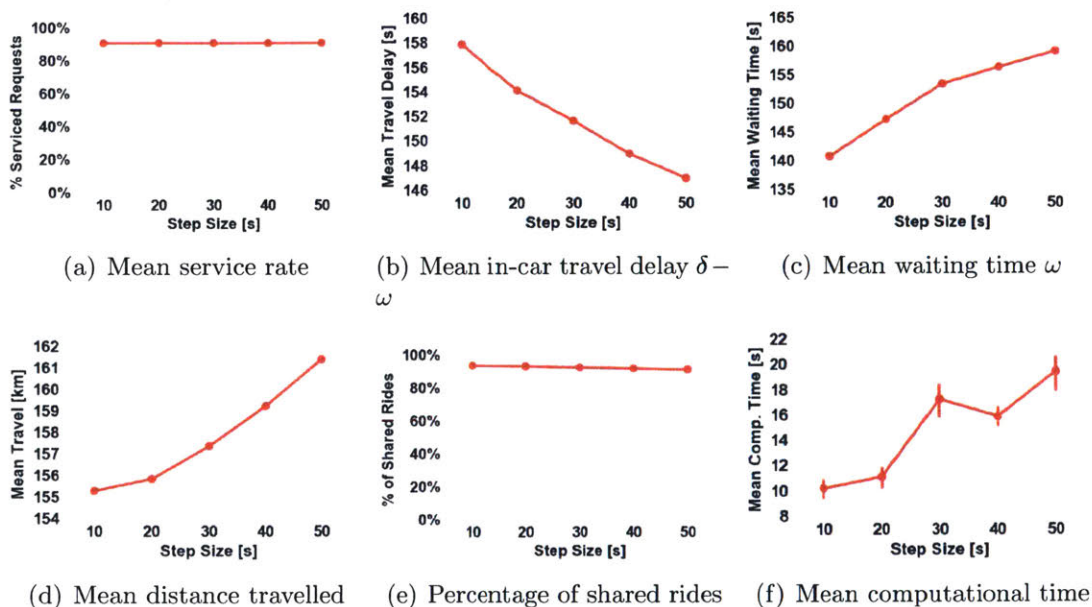 % Serviced Requests
100%
80%
60%
40%
20%
0%
10 20 30 40 50
Step Size [s]
(a) Mean service rate
Mean Travel Delay [s]
160
158
156
154
152
150
148
146
10 20 30 40 50
Step Size [s]
(b) Mean in-car travel delay δ −
ω
Mean Waiting Time [s]
165
160
155
150
145
140
135
10 20 30 40 50
Step Size [s]
(c) Mean waiting time ω
Mean Travel [km]
162
161
160
159
158
157
156
155
154
10 20 30 40 50
Step Size [s]
(d) Mean distance travelled
% of Shared Rides
100%
80%
60%
40%
20%
0%
10 20 30 40 50
Step Size [s]
(e) Percentage of shared rides
Mean Comp. Time [s]
22
20
18
16
14
12
10
8
10 20 30 40 50
Step Size [s]
(f) Mean computational time